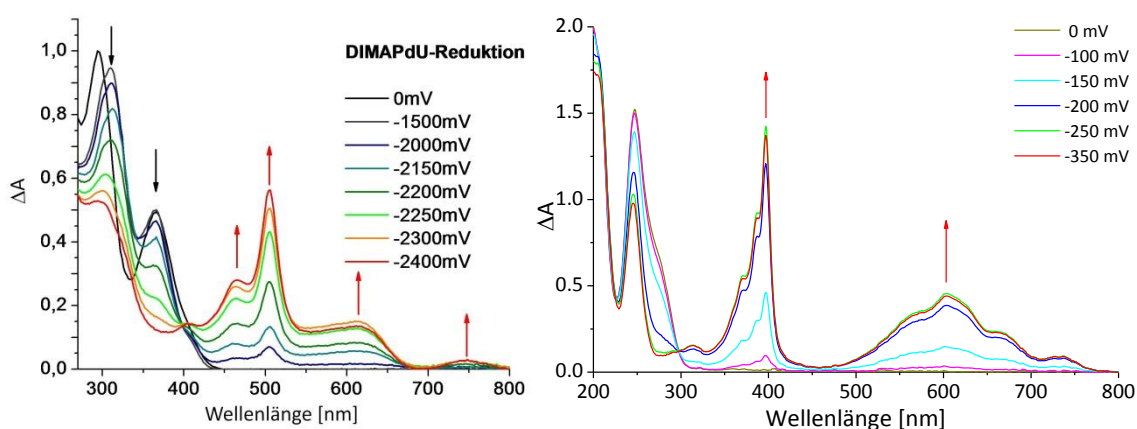 DIMAPdU-Reduktion
0mV
-1500mV
-2000mV
-2150mV
-2200mV
-2250mV
-2300mV
-2400mV
1,0
0,8
0,6
0,4
0,2
0,0
ΔA
300 400 500 600 700 800
Wellenlänge [nm]
0 mV
-100 mV
-150 mV
-200 mV
-250 mV
-350 mV
2.0
1.5
1.0
0.5
0.0
ΔA
200 300 400 500 600 700 800
Wellenlänge [nm]